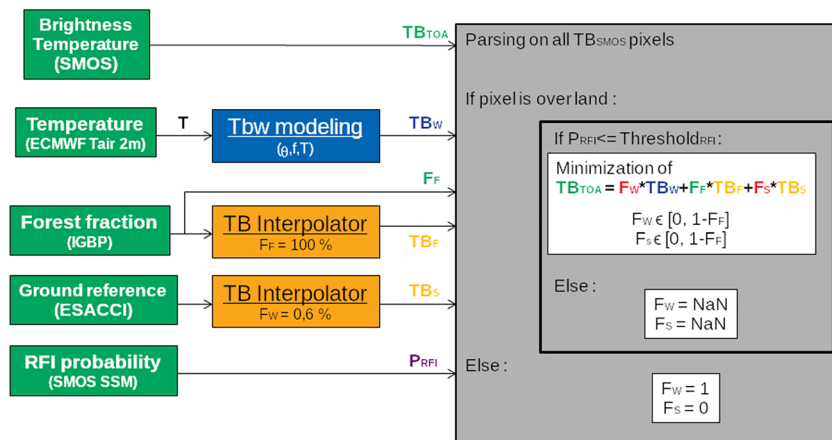 Brightness
Temperature
(SMOS)
TBTOA
Temperature
(ECMWF Tair 2m)
T
Tbw modeling
(θ,f,T)
TBW
FF
Forest fraction
(IGBP)
TB Interpolator
FF = 100 %
TBF
Ground reference
(ESACCI)
TB Interpolator
FW = 0,6 %
TBS
RFI probability
(SMOS SSM)
PRFI
Parsing on all TBSMOS pixels
If pixel is over land :
If PRFI<= ThresholdRFI:
Minimization of
TBTOA = FW*TBW+FF*TBF+FS*TBS
FW ϵ [0, 1-FF]
FS ϵ [0, 1-FF]
Else :
FW = NaN
FS = NaN
Else :
FW = 1
FS = 0